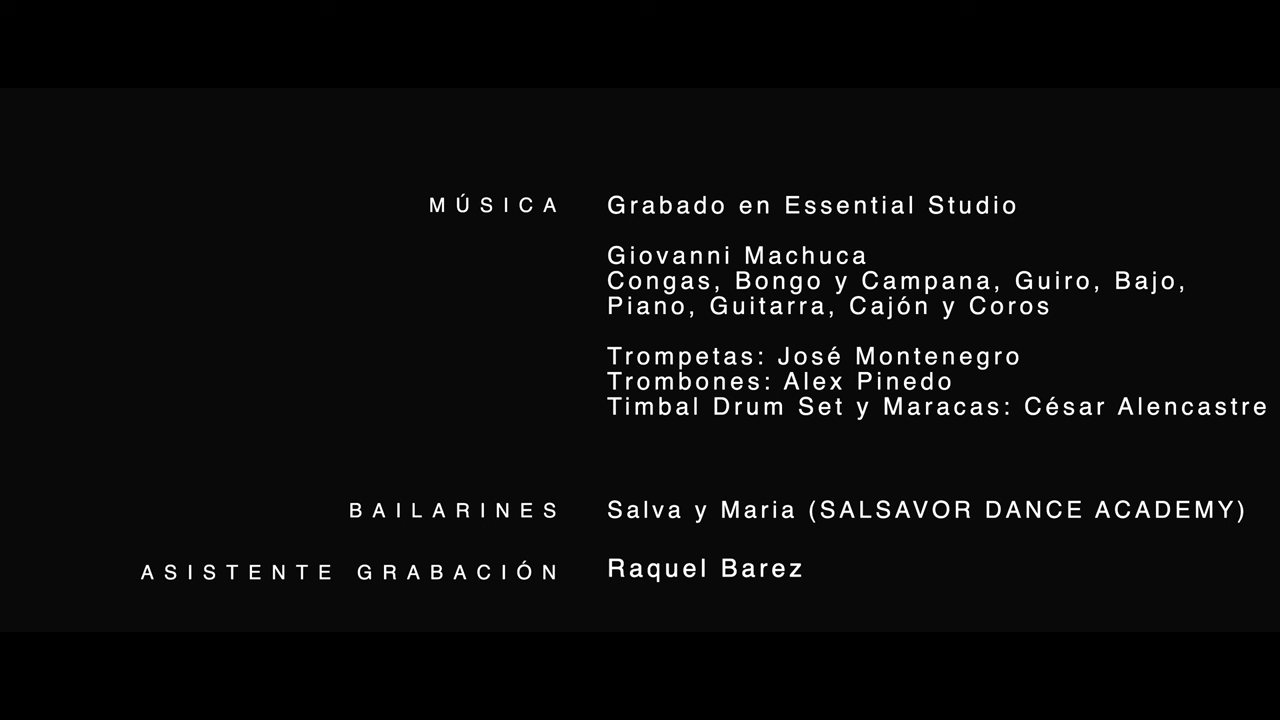 MÚSICA Grabado en Essential Studio
Giovanni Machuca
Congas, Bongo y Campana, Guiro, Bajo,
Piano, Guitarra, Cajón y Coros
Trompetas: José Montenegro
Trombones: Alex Pinedo
Timbal Drum Set y Maracas: César Alencastre
BAILARINES Salva y Maria (SALSAVOR DANCE ACADEMY)
ASISTENTE GRABACIÓN Raquel Barez